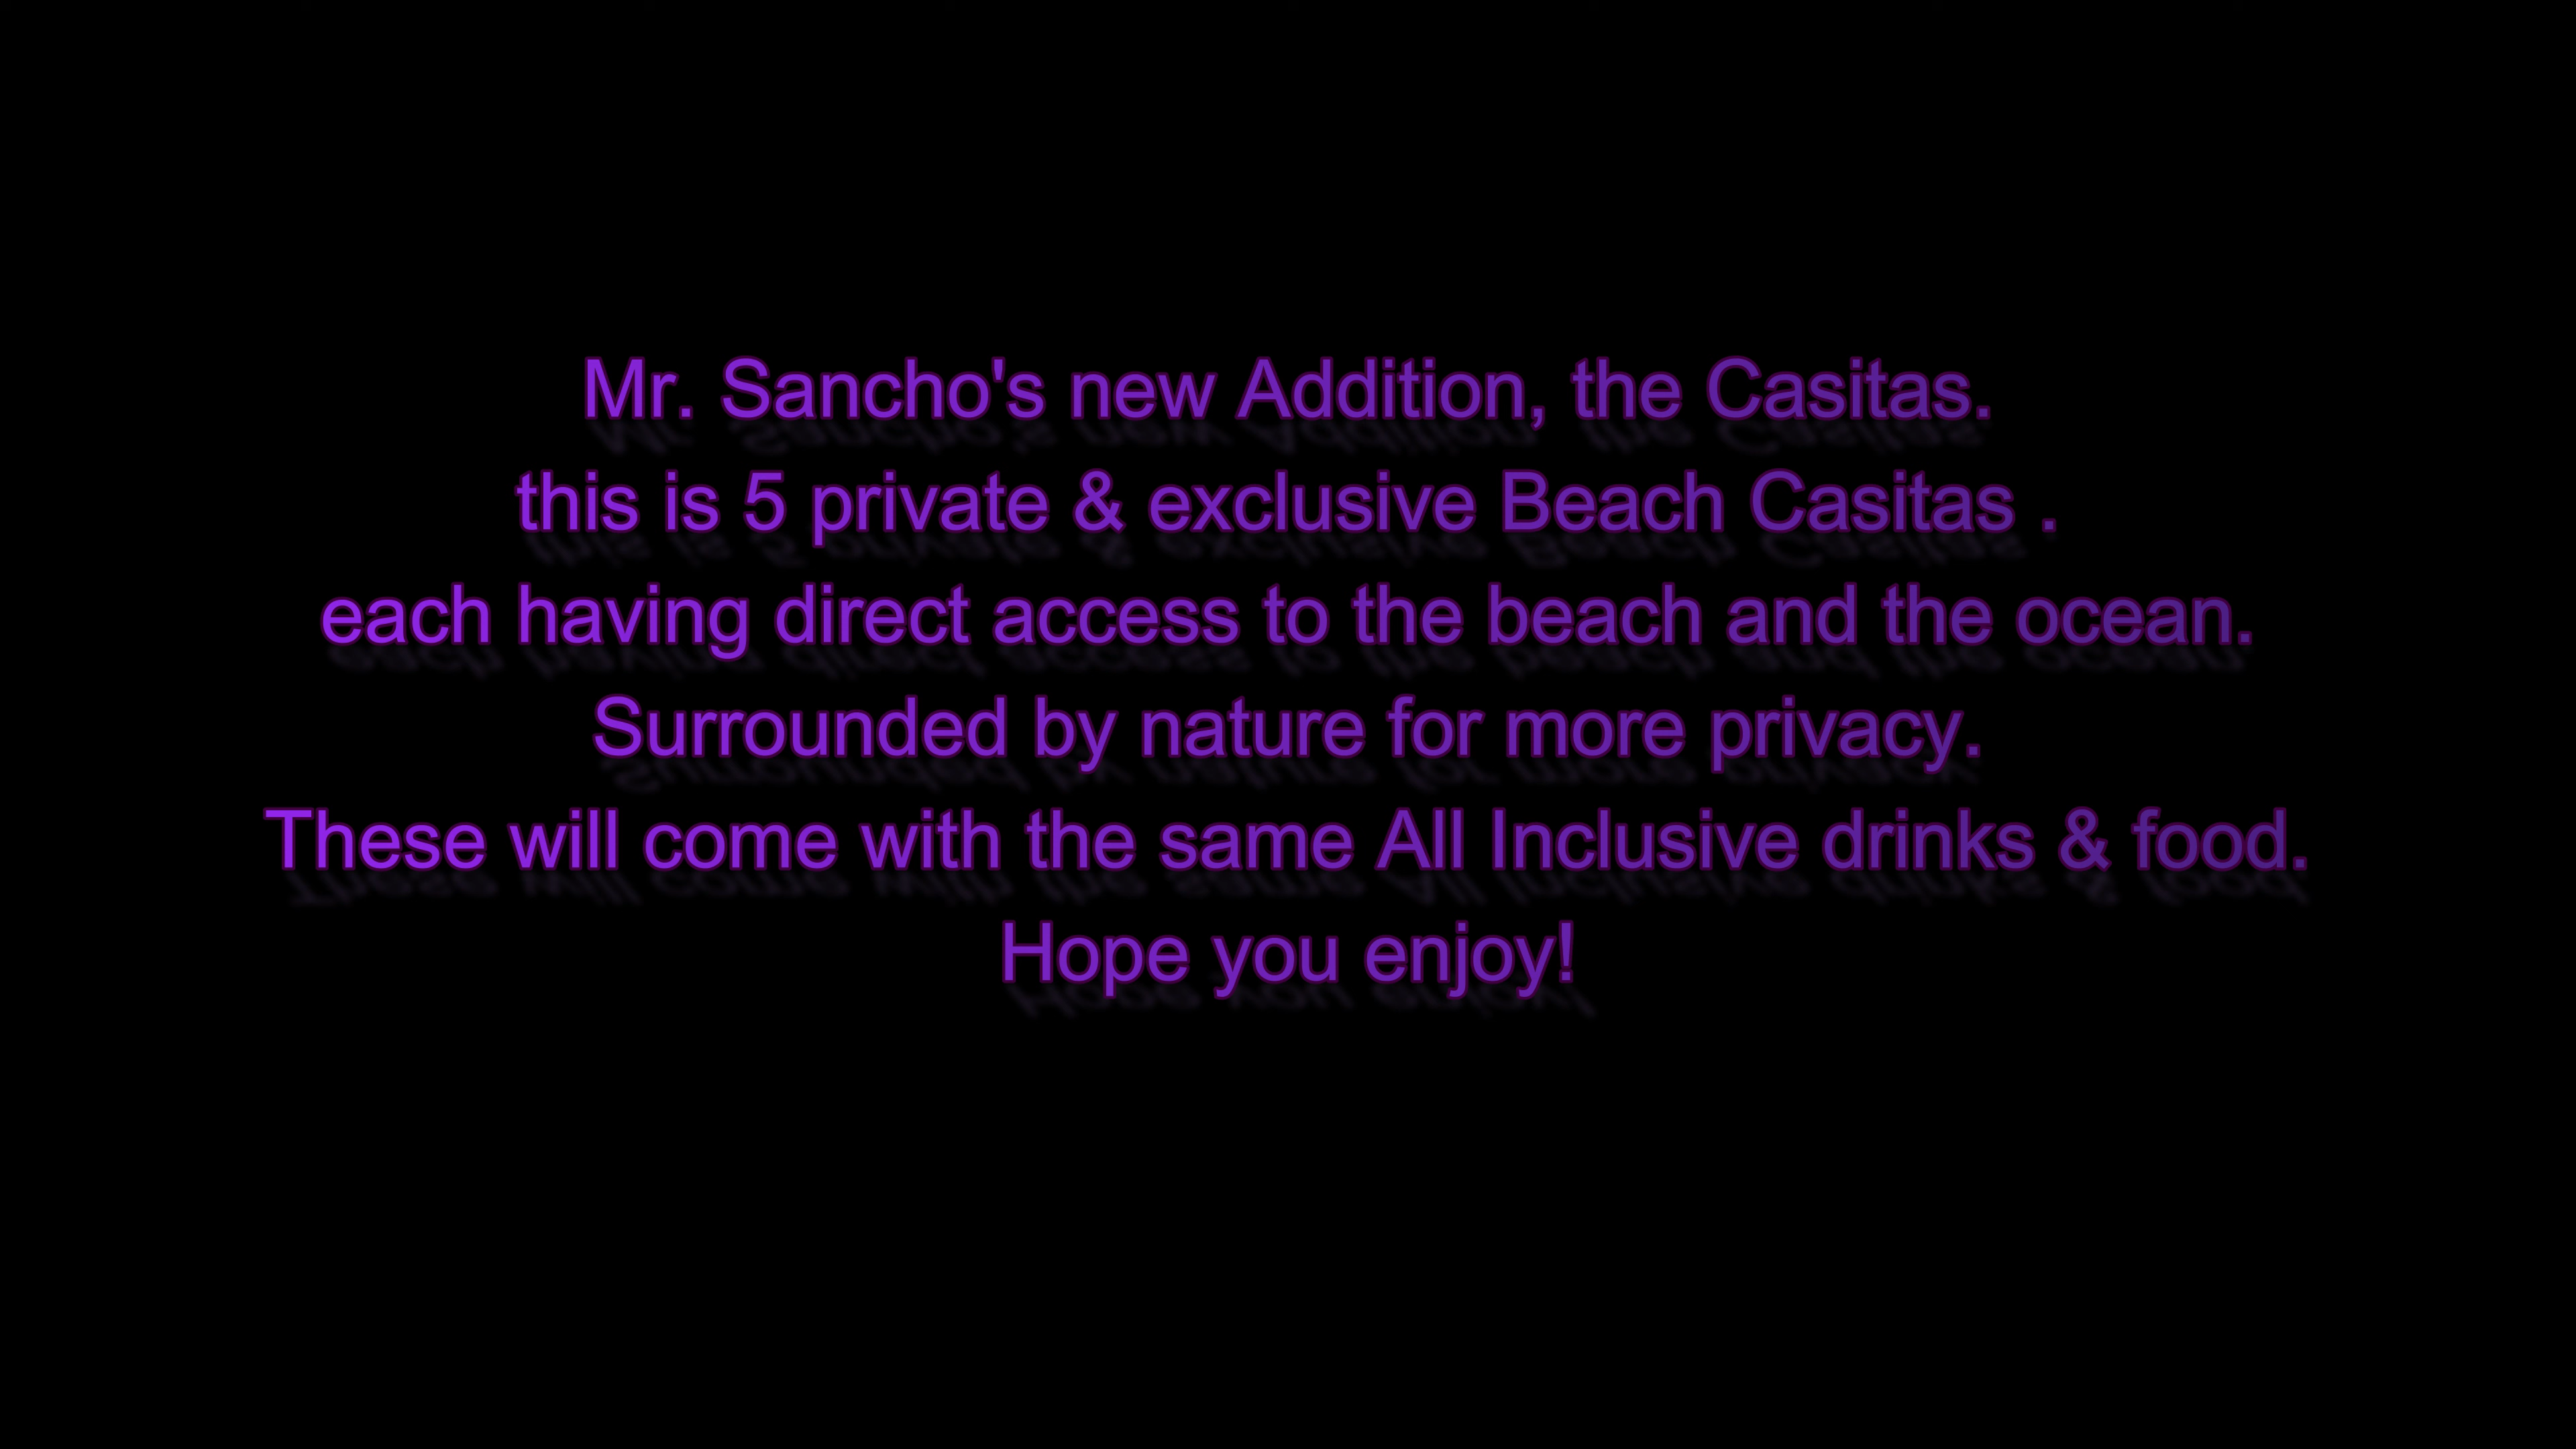 Mr. Sancho's new Addition, the Casitas.
this is 5 private & exclusive Beach Casitas .
each having direct access to the beach and the ocean.
Surrounded by nature for more privacy.
These will come with the same All Inclusive drinks & food.
Hope you enjoy!